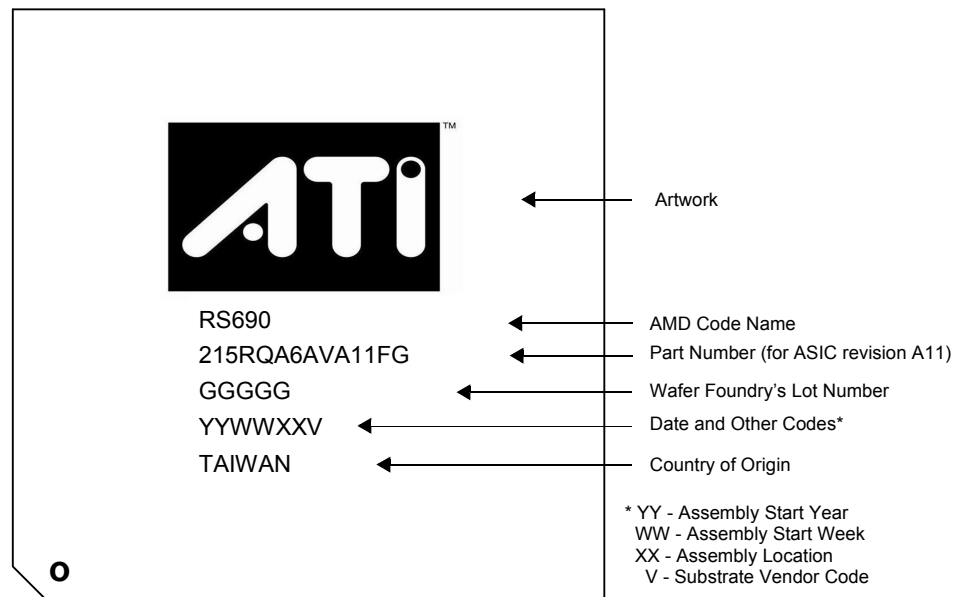 ATI™
Artwork
RS690
AMD Code Name
215RQA6AVA11FG
Part Number (for ASIC revision A11)
GGGGG
Wafer Foundry’s Lot Number
YYWWXXV
Date and Other Codes*
TAIWAN
Country of Origin
* YY - Assembly Start Year
WW - Assembly Start Week
XX - Assembly Location
V - Substrate Vendor Code
O